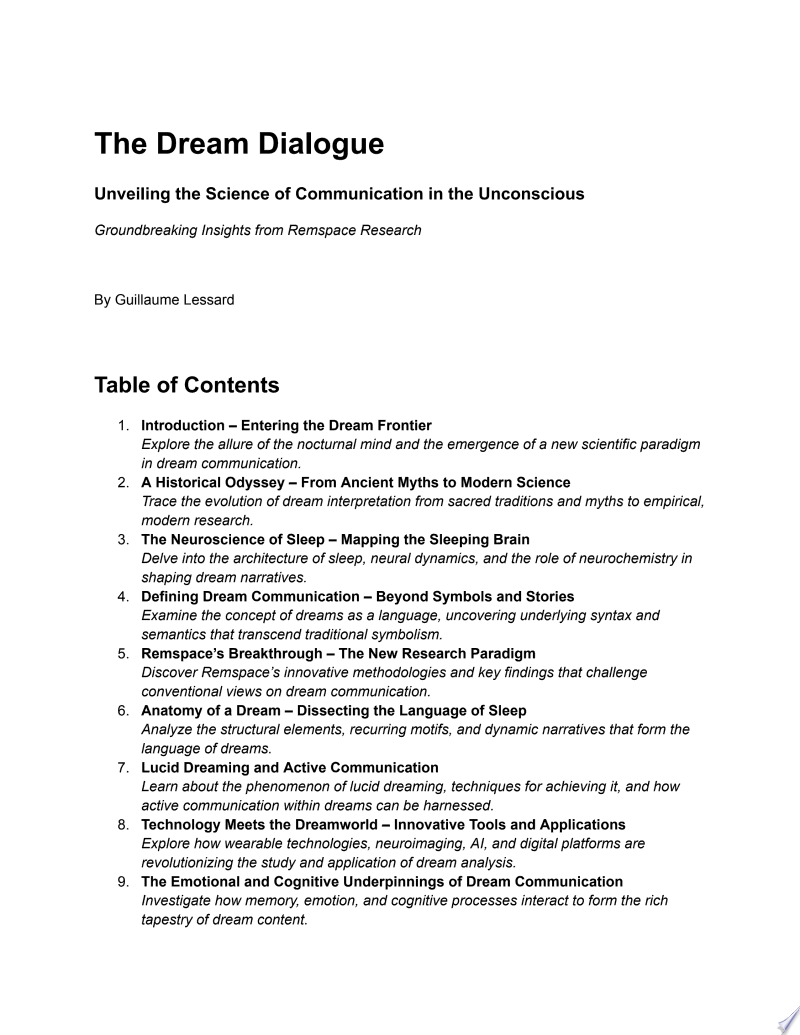 The Dream Dialogue
Unveiling the Science of Communication in the Unconscious
Groundbreaking Insights from Remspace Research
By Guillaume Lessard
Table of Contents
1. Introduction – Entering the Dream Frontier
Explore the allure of the nocturnal mind and the emergence of a new scientific paradigm
in dream communication.
2. A Historical Odyssey – From Ancient Myths to Modern Science
Trace the evolution of dream interpretation from sacred traditions and myths to empirical,
modern research.
3. The Neuroscience of Sleep – Mapping the Sleeping Brain
Delve into the architecture of sleep, neural dynamics, and the role of neurochemistry in
shaping dream narratives.
4. Defining Dream Communication – Beyond Symbols and Stories
Examine the concept of dreams as a language, uncovering underlying syntax and
semantics that transcend traditional symbolism.
5. Remspace’s Breakthrough – The New Research Paradigm
Discover Remspace’s innovative methodologies and key findings that challenge
conventional views on dream communication.
6. Anatomy of a Dream – Dissecting the Language of Sleep
Analyze the structural elements, recurring motifs, and dynamic narratives that form the
language of dreams.
7. Lucid Dreaming and Active Communication
Learn about the phenomenon of lucid dreaming, techniques for achieving it, and how
active communication within dreams can be harnessed.
8. Technology Meets the Dreamworld – Innovative Tools and Applications
Explore how wearable technologies, neuroimaging, AI, and digital platforms are
revolutionizing the study and application of dream analysis.
9. The Emotional and Cognitive Underpinnings of Dream Communication
Investigate how memory, emotion, and cognitive processes interact to form the rich
tapestry of dream content.